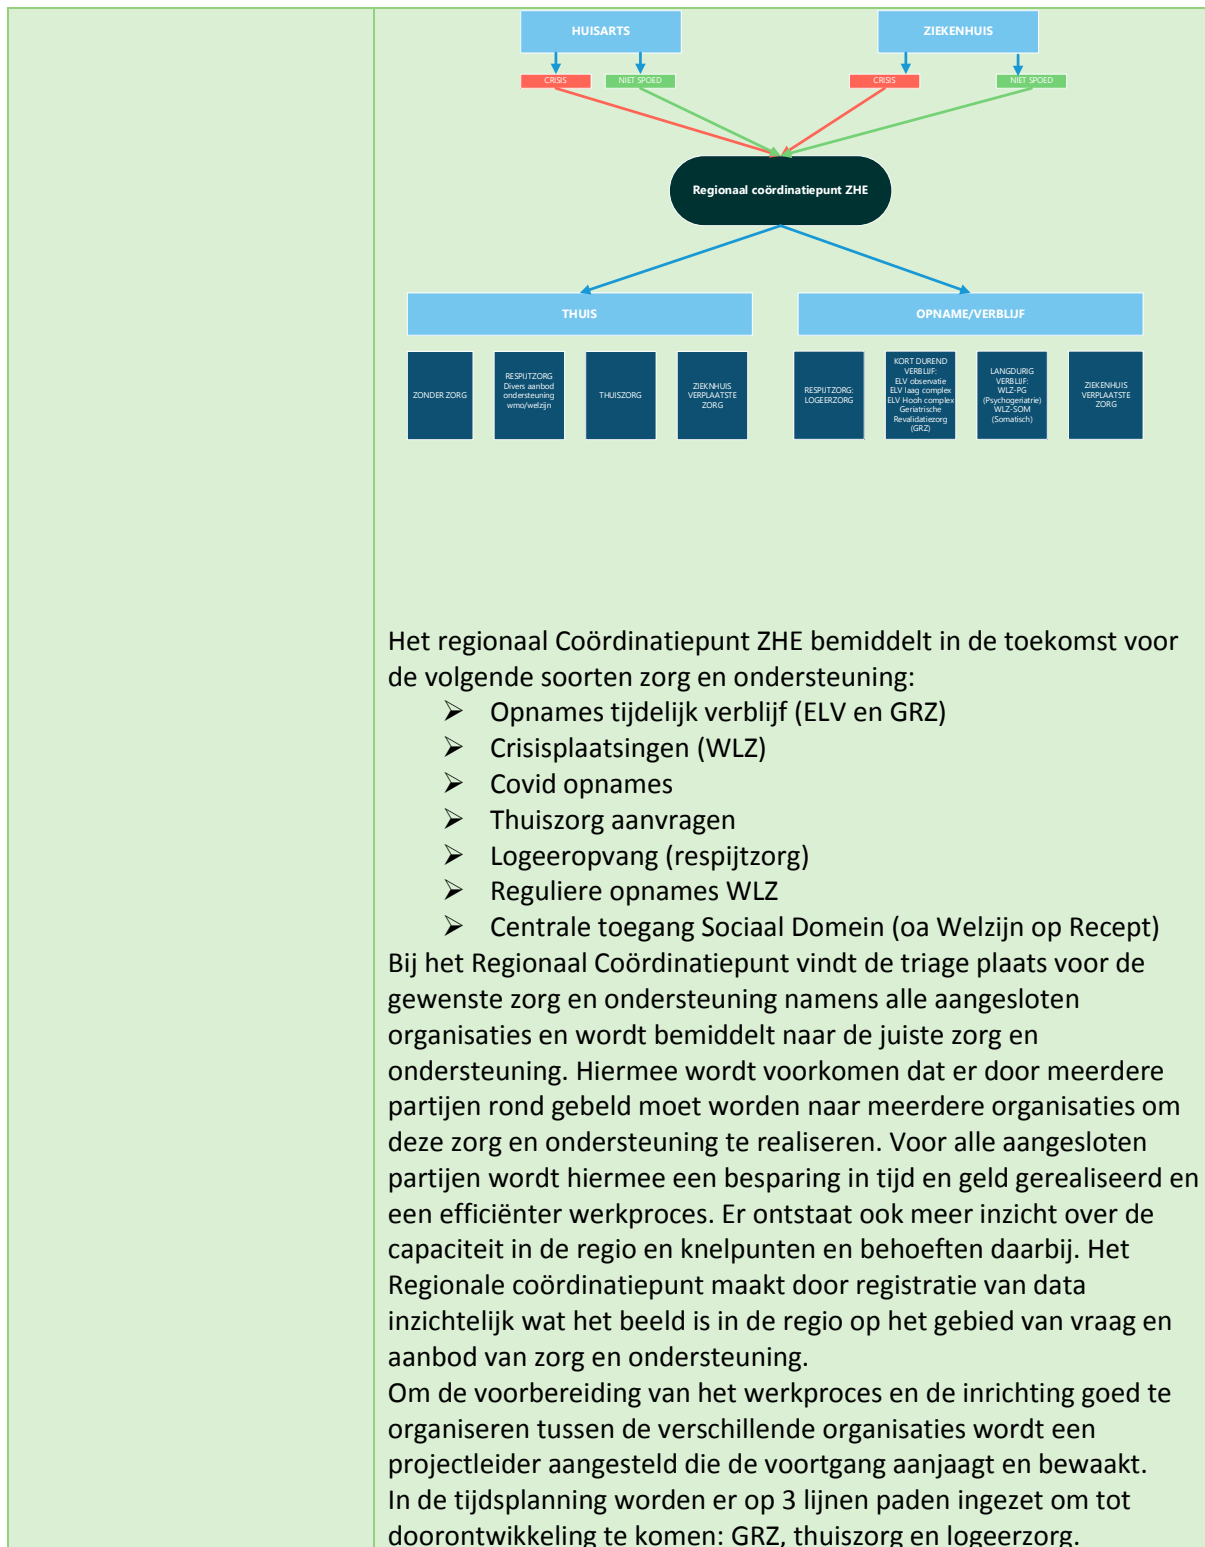 HUISARTS
ZIEKENHUIS
CRISIS
NIET SPOED
CRISIS
NIET SPOED
Regionaal coördinatiepunt ZHE
THUIS
OPNAME/VERBLIJF
ZONDER ZORG
RESPIJTZORG
Divers aanbod
ondersteuning
wmo/welzijn
THUISZORG
ZIEKNHUIS
VERPLAATSTE
ZORG
RESPIJTZORG:
LOGEERZORG
KORT DUREND
VERBLIJF:
ELV observatie
ELV laag complex
ELV Hooh complex
Geriatrische
Revalidatiezorg
(GRZ)
LANGDURIG
VERBLIJF:
WLZ-PG
(Psychogeriatrie)
WLZ-SOM
(Somatisch)
ZIEKENHUIS
VERPLAATSTE
ZORG
Het regionaal Coördinatiepunt ZHE bemiddelt in de toekomst voor
de volgende soorten zorg en ondersteuning:
➢ Opnames tijdelijk verblijf (ELV en GRZ)
➢ Crisisplaatsingen (WLZ)
➢ Covid opnames
➢ Thuiszorg aanvragen
➢ Logeeropvang (respijtzorg)
➢ Reguliere opnames WLZ
➢ Centrale toegang Sociaal Domein (oa Welzijn op Recept)
Bij het Regionaal Coördinatiepunt vindt de triage plaats voor de
gewenste zorg en ondersteuning namens alle aangesloten
organisaties en wordt bemiddelt naar de juiste zorg en
ondersteuning. Hiermee wordt voorkomen dat er door meerdere
partijen rond gebeld moet worden naar meerdere organisaties om
deze zorg en ondersteuning te realiseren. Voor alle aangesloten
partijen wordt hiermee een besparing in tijd en geld gerealiseerd en
een efficiënter werkproces. Er ontstaat ook meer inzicht over de
capaciteit in de regio en knelpunten en behoeften daarbij. Het
Regionale coördinatiepunt maakt door registratie van data
inzichtelijk wat het beeld is in de regio op het gebied van vraag en
aanbod van zorg en ondersteuning.
Om de voorbereiding van het werkproces en de inrichting goed te
organiseren tussen de verschillende organisaties wordt een
projectleider aangesteld die de voortgang aanjaagt en bewaakt.
In de tijdsplanning worden er op 3 lijnen paden ingezet om tot
doorontwikkeling te komen: GRZ, thuiszorg en logeerzorg.